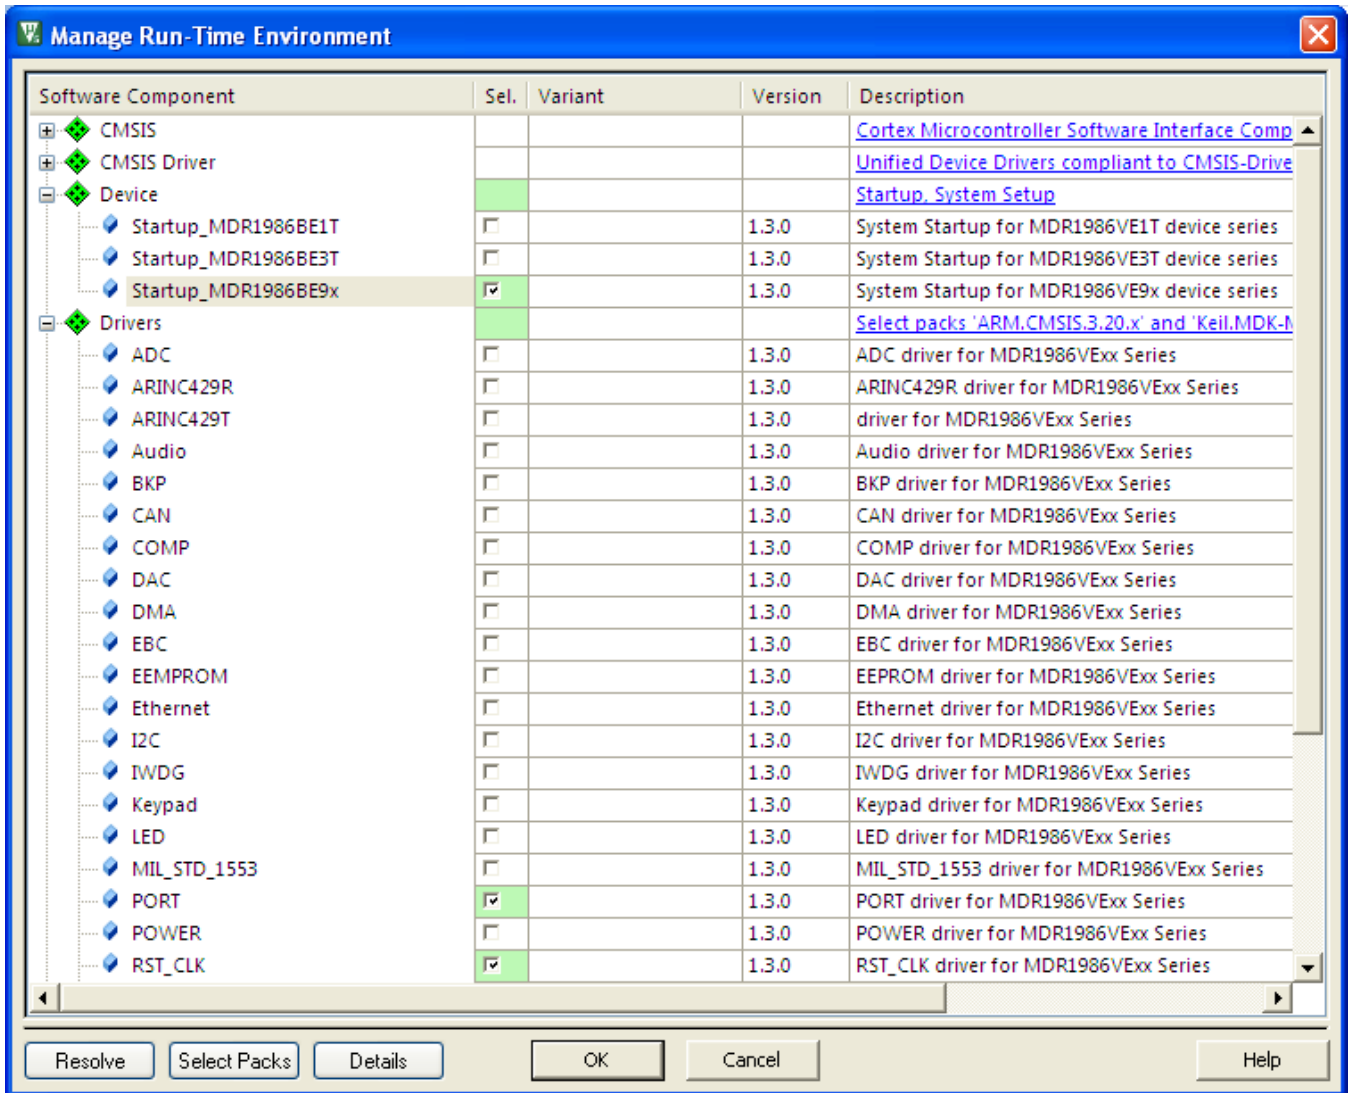 Manage Run-Time Environment
Software Component Sel. Variant Version Description
CMSIS Cortex Microcontroller Software Interface Comp
CMSIS Driver Unified Device Drivers compliant to CMSIS-Drive
Device Startup, System Setup
Startup_MDR1986BE1T 1.3.0 System Startup for MDR1986VE1T device series
Startup_MDR1986BE3T 1.3.0 System Startup for MDR1986VE3T device series
Startup_MDR1986BE9x 1.3.0 System Startup for MDR1986VE9x device series
Drivers Select packs 'ARM.CMSIS.3.20.x' and 'Keil.MDK-M
ADC 1.3.0 ADC driver for MDR1986VExx Series
ARINC429R 1.3.0 ARINC429R driver for MDR1986VExx Series
ARINC429T 1.3.0 driver for MDR1986VExx Series
Audio 1.3.0 Audio driver for MDR1986VExx Series
BKP 1.3.0 BKP driver for MDR1986VExx Series
CAN 1.3.0 CAN driver for MDR1986VExx Series
COMP 1.3.0 COMP driver for MDR1986VExx Series
DAC 1.3.0 DAC driver for MDR1986VExx Series
DMA 1.3.0 DMA driver for MDR1986VExx Series
EBC 1.3.0 EBC driver for MDR1986VExx Series
EEMPROM 1.3.0 EEPROM driver for MDR1986VExx Series
Ethernet 1.3.0 Ethernet driver for MDR1986VExx Series
I2C 1.3.0 I2C driver for MDR1986VExx Series
IWDG 1.3.0 IWDG driver for MDR1986VExx Series
Keypad 1.3.0 Keypad driver for MDR1986VExx Series
LED 1.3.0 LED driver for MDR1986VExx Series
MIL_STD_1553 1.3.0 MIL_STD_1553 driver for MDR1986VExx Series
PORT 1.3.0 PORT driver for MDR1986VExx Series
POWER 1.3.0 POWER driver for MDR1986VExx Series
RST_CLK 1.3.0 RST_CLK driver for MDR1986VExx Series
Resolve Select Packs Details OK Cancel Help